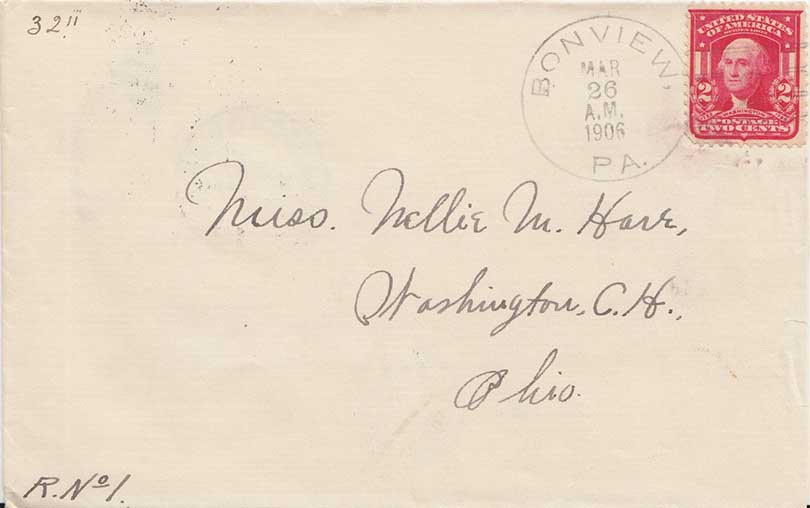 32"
BONVIEW,
MAR
26
A.M.
1906
PA.
UNITED STATES
OF AMERICA
2 2
WASHINGTON
POSTAGE
TWO CENTS
Miss. Nellie M. Hare,
Washington, C. H.,
Ohio.
R. Nº 1.